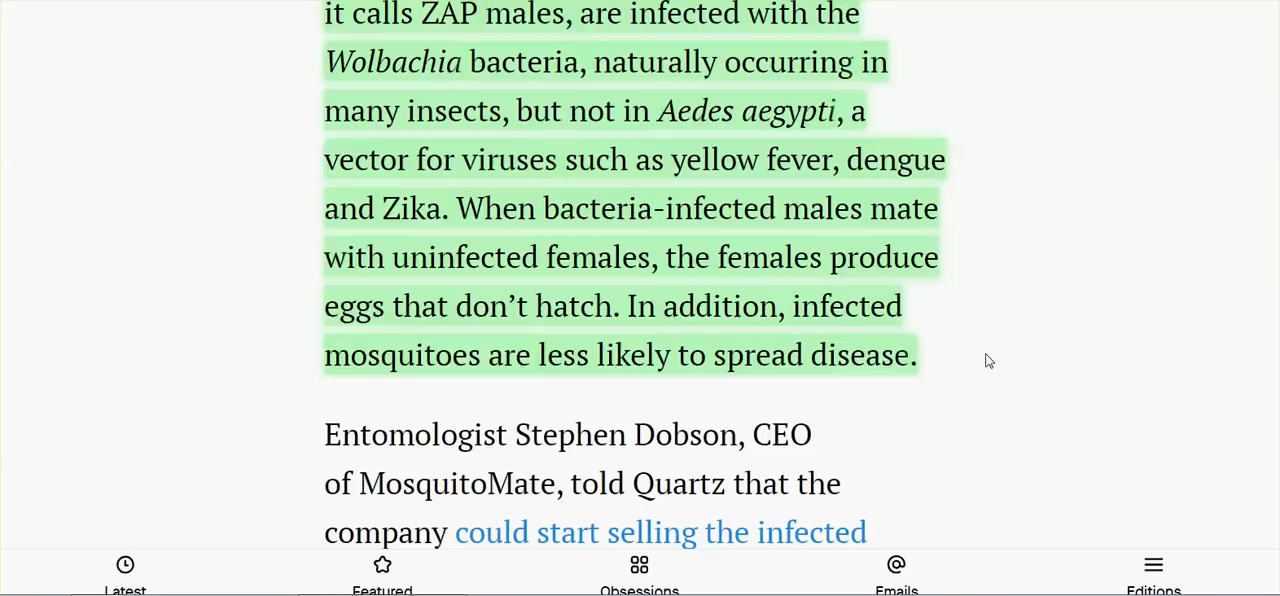 it calls ZAP males, are infected with the
Wolbachia bacteria, naturally occurring in
many insects, but not in Aedes aegypti, a
vector for viruses such as yellow fever, dengue
and Zika. When bacteria-infected males mate
with uninfected females, the females produce
eggs that don’t hatch. In addition, infected
mosquitoes are less likely to spread disease.
Entomologist Stephen Dobson, CEO
of MosquitoMate, told Quartz that the
company could start selling the infected
Latest
Featured
Obsessions
Emails
Editions